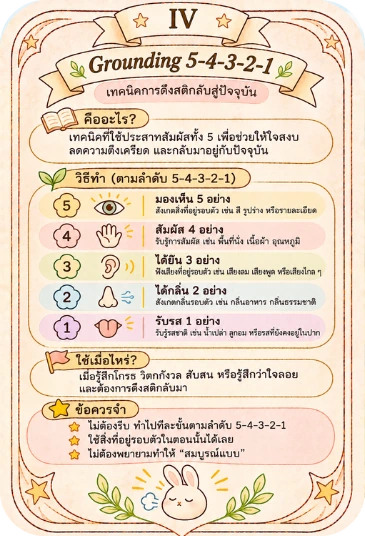 IV
Grounding 5-4-3-2-1
เทคนิคการดึงสติกลับสู่ปัจจุบัน
คืออะไร?
เทคนิคที่ใช้ประสาทสัมผัสทั้ง 5 เพื่อช่วยให้ใจสงบ
ลดความตึงเครียด และกลับมาอยู่กับปัจจุบัน
วิธีทำ (ตามลำดับ 5-4-3-2-1)
5
มองเห็น 5 อย่าง
สังเกตสิ่งที่อยู่รอบตัว เช่น สี รูปร่าง หรือรายละเอียด
4
สัมผัส 4 อย่าง
รับรู้การสัมผัส เช่น พื้นที่นั่ง เนื้อผ้า อุณหภูมิ
3
ได้ยิน 3 อย่าง
ฟังเสียงที่อยู่รอบตัว เช่น เสียงลม เสียงพูด หรือเสียงไกล ๆ
2
ได้กลิ่น 2 อย่าง
สังเกตกลิ่นรอบตัว เช่น กลิ่นอาหาร กลิ่นธรรมชาติ
1
รับรส 1 อย่าง
รับรู้รสชาติ เช่น น้ำเปล่า ลูกอม หรือรสที่ยังคงอยู่ในปาก
ใช้เมื่อไหร่?
เมื่อรู้สึกโกรธ วิตกกังวล สับสน หรือรู้สึกว่าใจลอย
และต้องการดึงสติกลับมา
ข้อควรจำ
ไม่ต้องรีบ ทำไปทีละขั้นตามลำดับ 5-4-3-2-1
ใช้สิ่งที่อยู่รอบตัวในตอนนั้นได้เลย
ไม่ต้องพยายามทำให้ “สมบูรณ์แบบ”